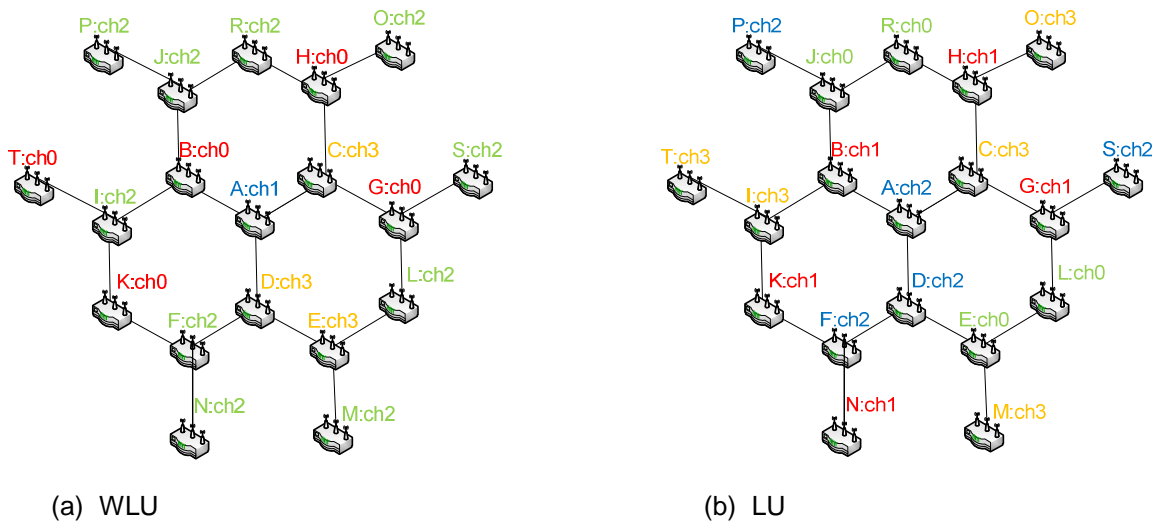 P:ch2
R:ch2
O:ch2
J:ch2
H:ch0
T:ch0
B:ch0
C:ch3
S:ch2
I:ch2
A:ch1
G:ch0
K:ch0
D:ch3
L:ch2
F:ch2
E:ch3
N:ch2
M:ch2
(a) WLU
P:ch2
R:ch0
O:ch3
J:ch0
H:ch1
T:ch3
B:ch1
C:ch3
S:ch2
I:ch3
A:ch2
G:ch1
K:ch1
D:ch2
L:ch0
F:ch2
E:ch0
N:ch1
M:ch3
(b) LU